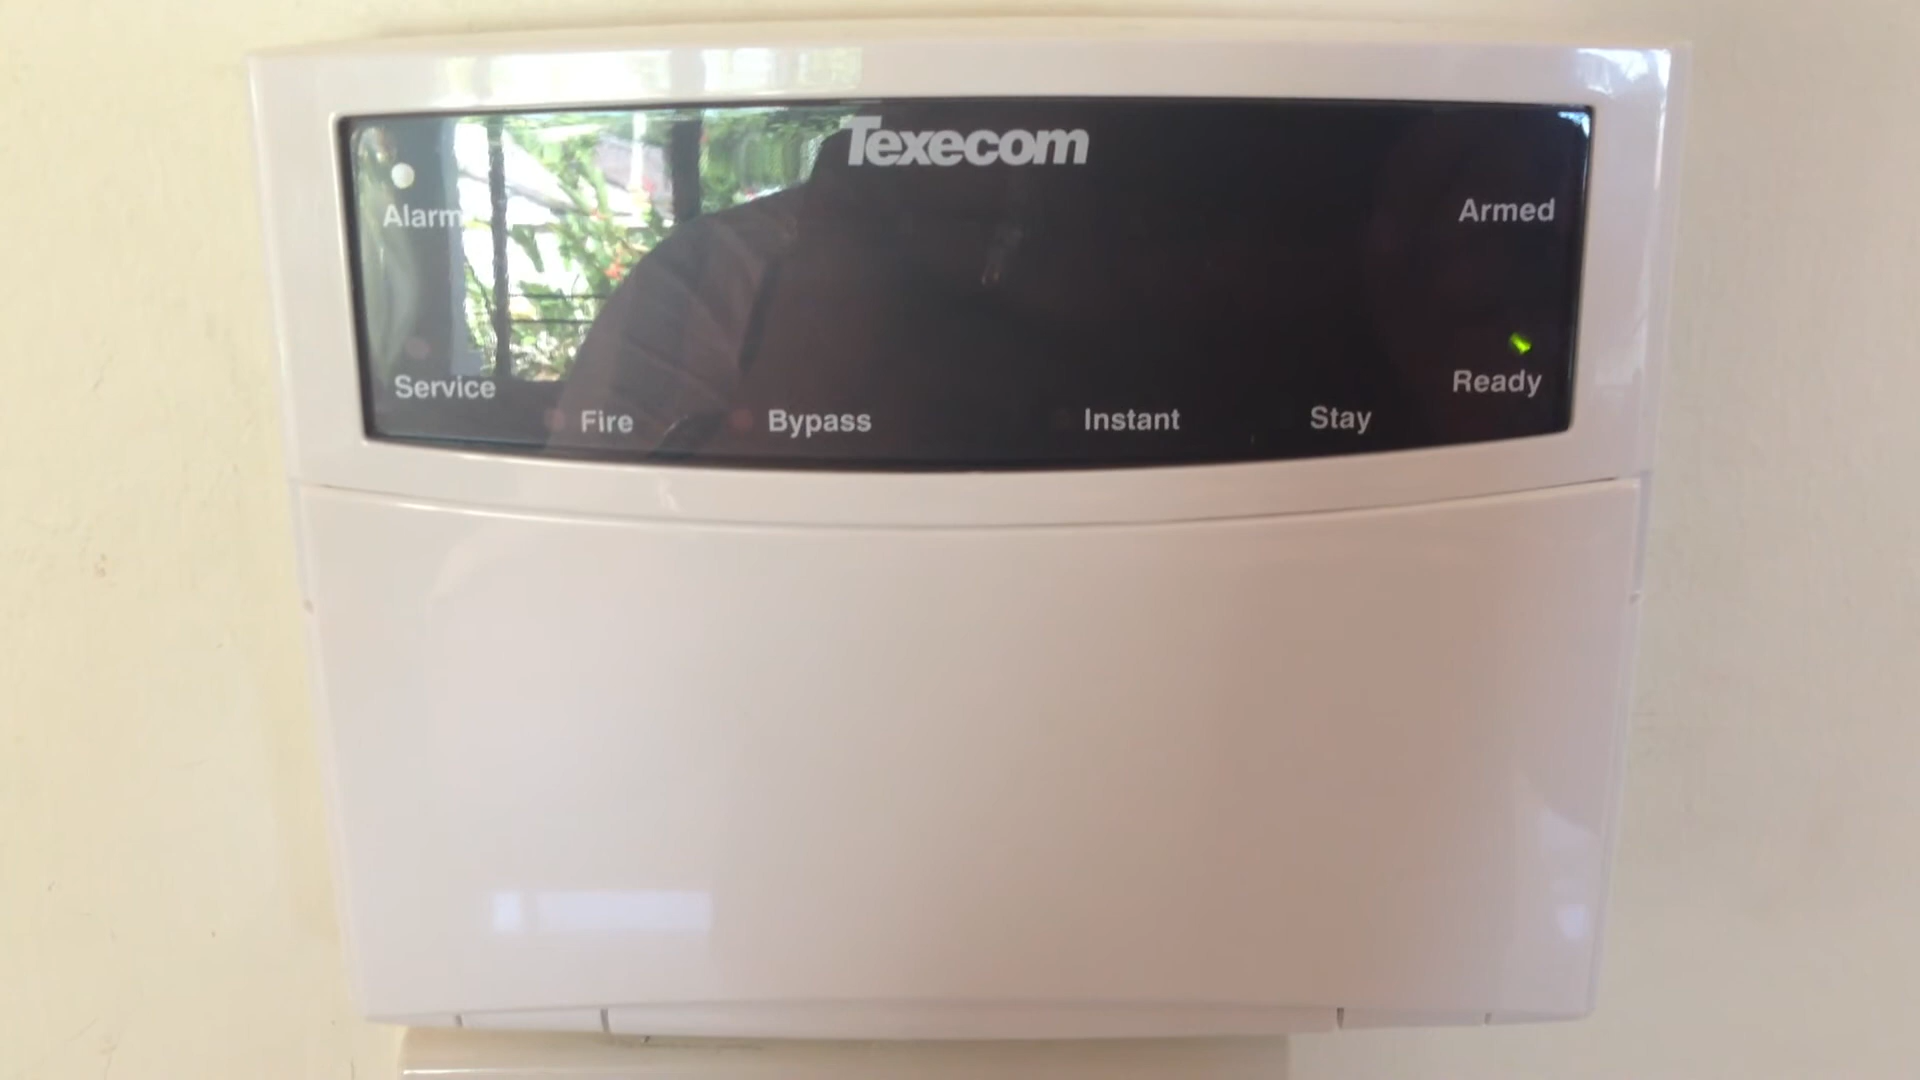 Texecom
Alarm
Armed
Service
Ready
Fire
Bypass
Instant
Stay